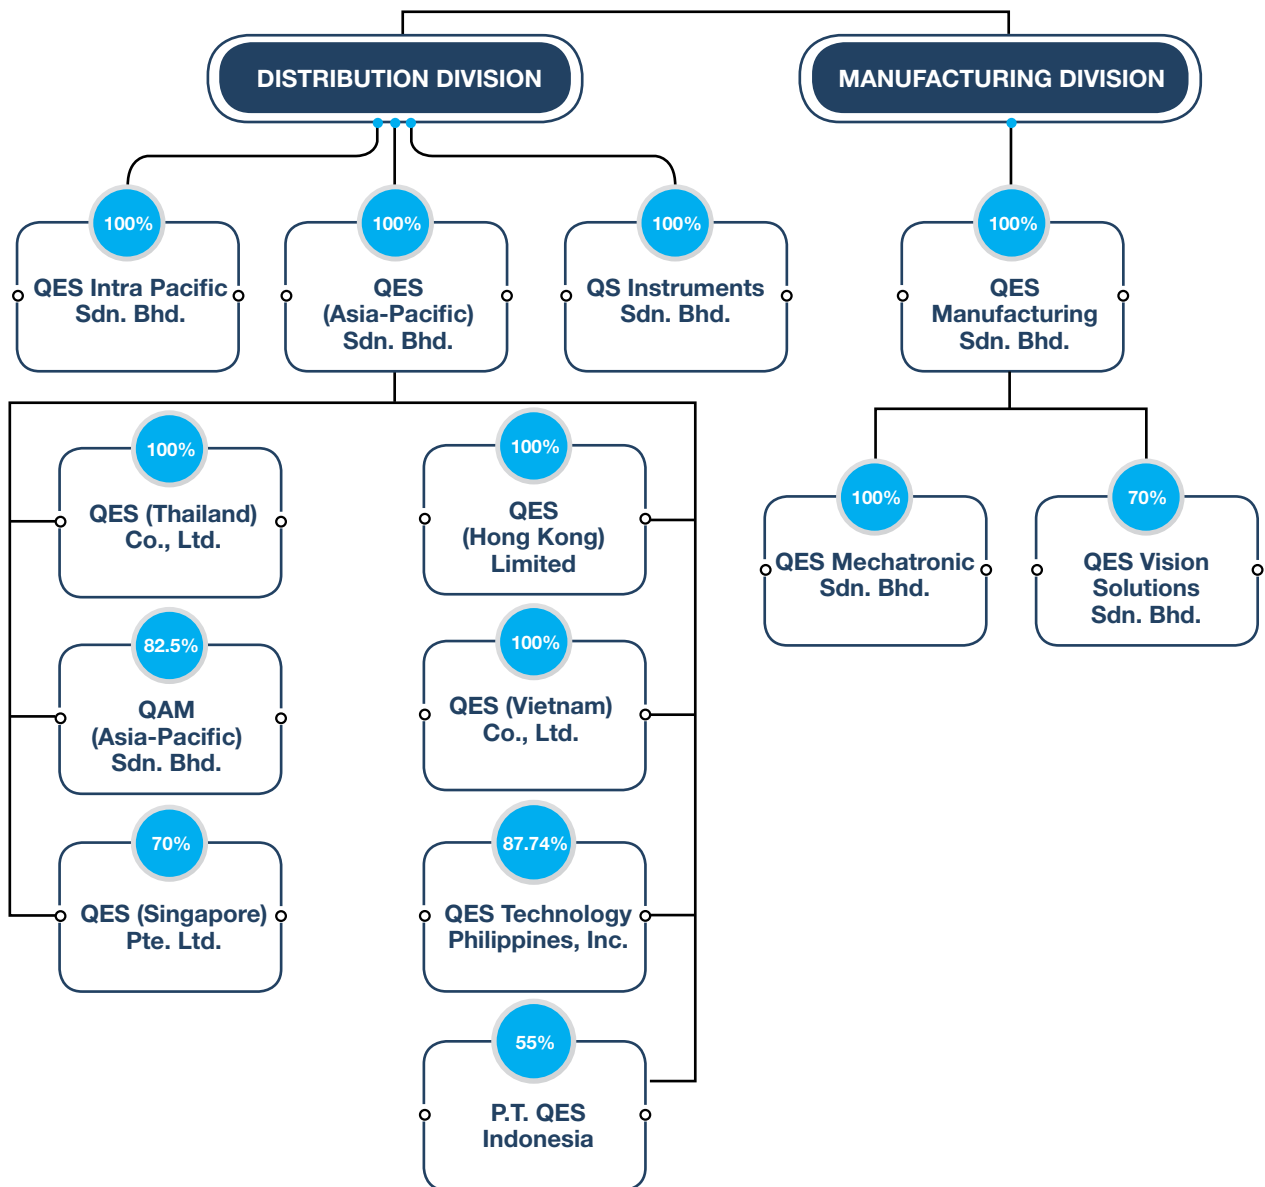 DISTRIBUTION DIVISION
MANUFACTURING DIVISION
100%
QES Intra Pacific
Sdn. Bhd.
100%
QES
(Asia-Pacific)
Sdn. Bhd.
100%
QS Instruments
Sdn. Bhd.
100%
QES
Manufacturing
Sdn. Bhd.
100%
QES (Thailand)
Co., Ltd.
100%
QES
(Hong Kong)
Limited
100%
QES Mechatronic
Sdn. Bhd.
70%
QES Vision
Solutions
Sdn. Bhd.
82.5%
QAM
(Asia-Pacific)
Sdn. Bhd.
100%
QES (Vietnam)
Co., Ltd.
70%
QES (Singapore)
Pte. Ltd.
87.74%
QES Technology
Philippines, Inc.
55%
P.T. QES
Indonesia